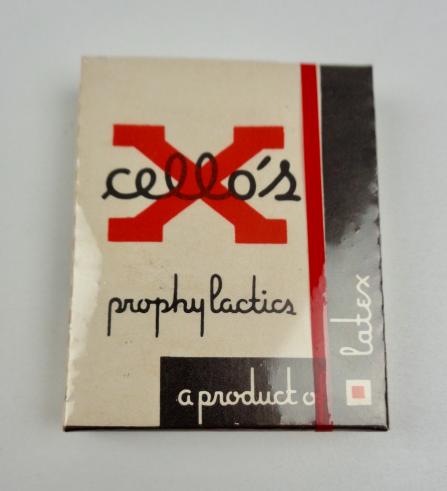 X
cello's
prophylactics
a product o
latex